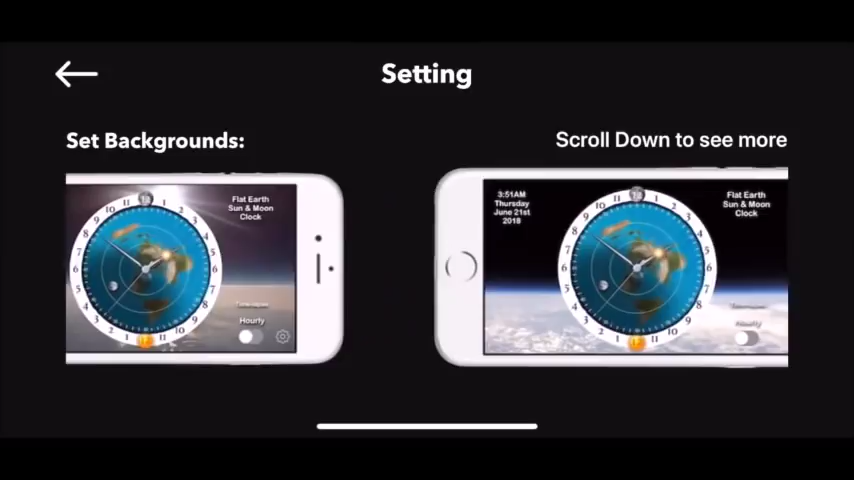 Setting
Set Backgrounds:
Scroll Down to see more
Flat Earth
Sun & Moon
Clock
Hourly
3:51AM
Thursday
June 21st
2018
Flat Earth
Sun & Moon
Clock
Hourly